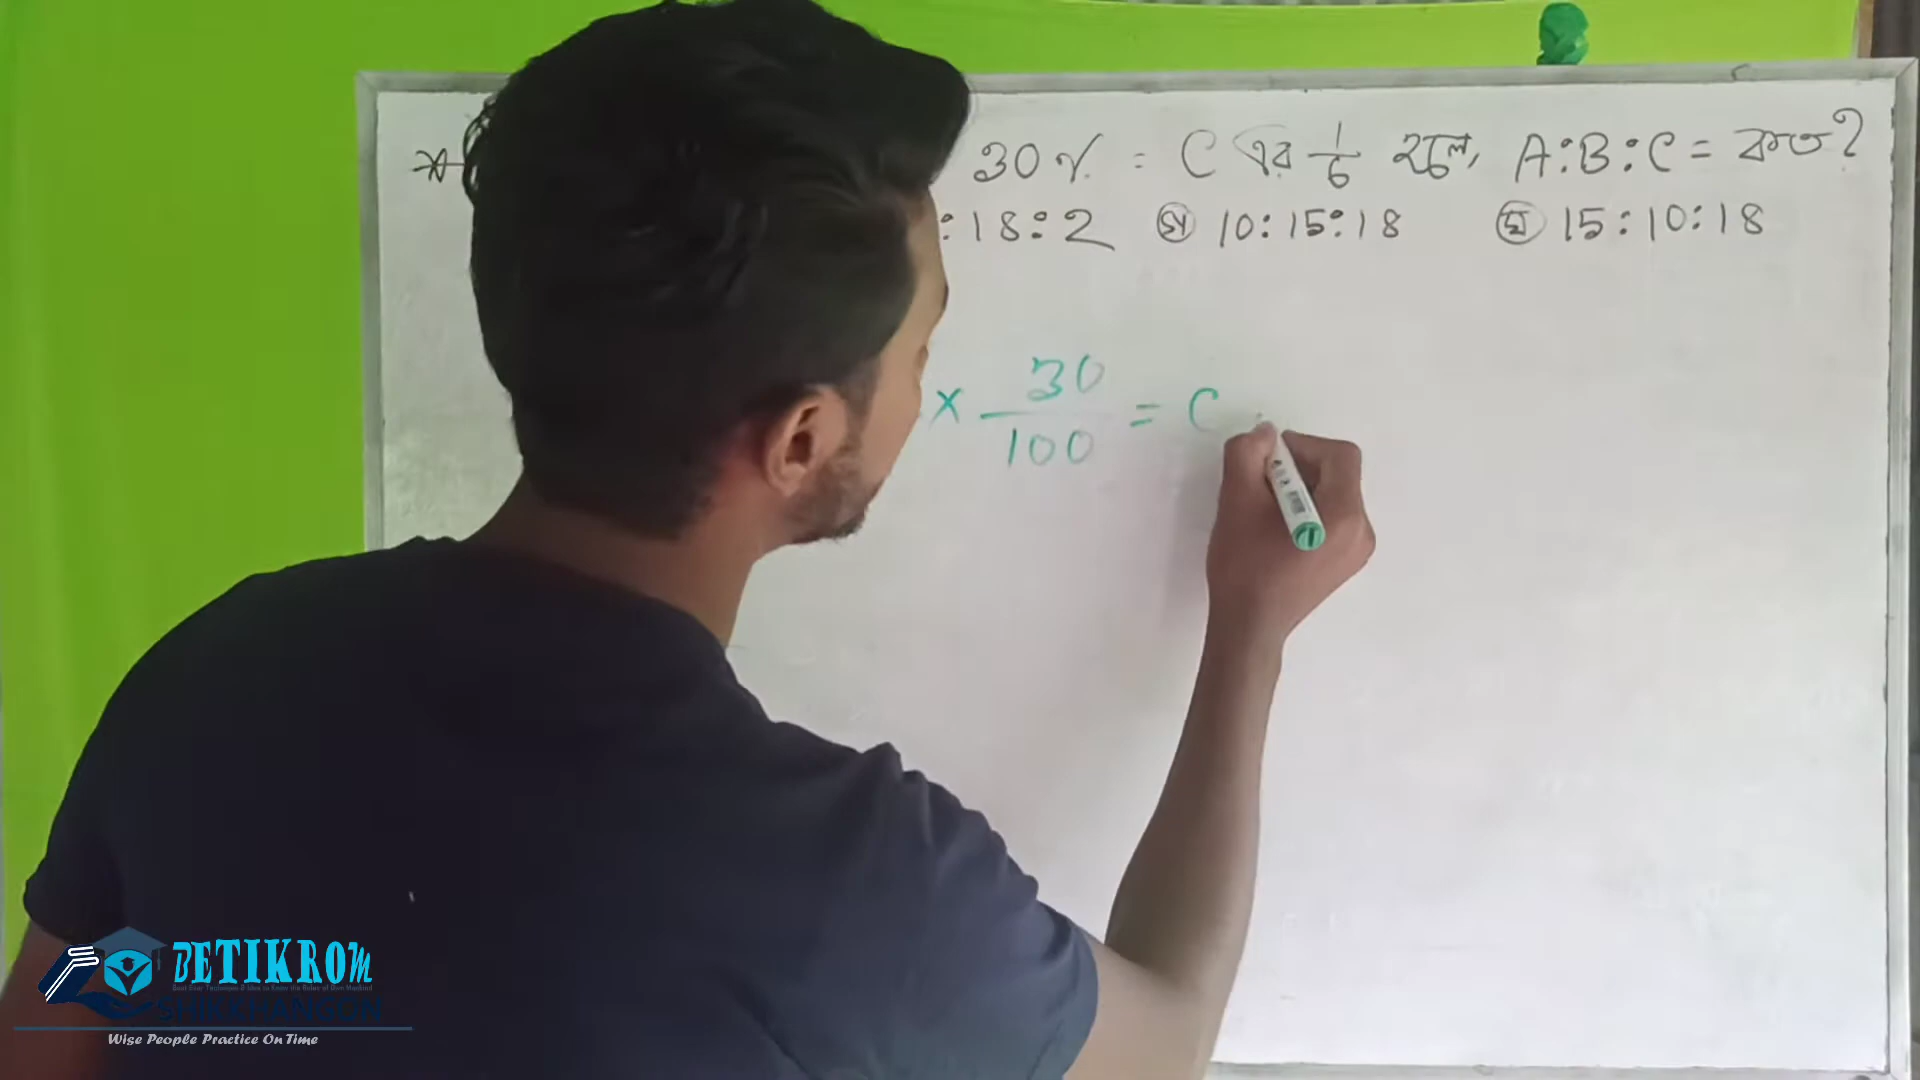 30% = C এর 1/6 হলে, A:B:C = কত?
:18:2 গ 10:15:18 ঘ 15:10:18
× 30/100 = C
BETIKROM
SHIKKHANGON
Wise People Practice On Time